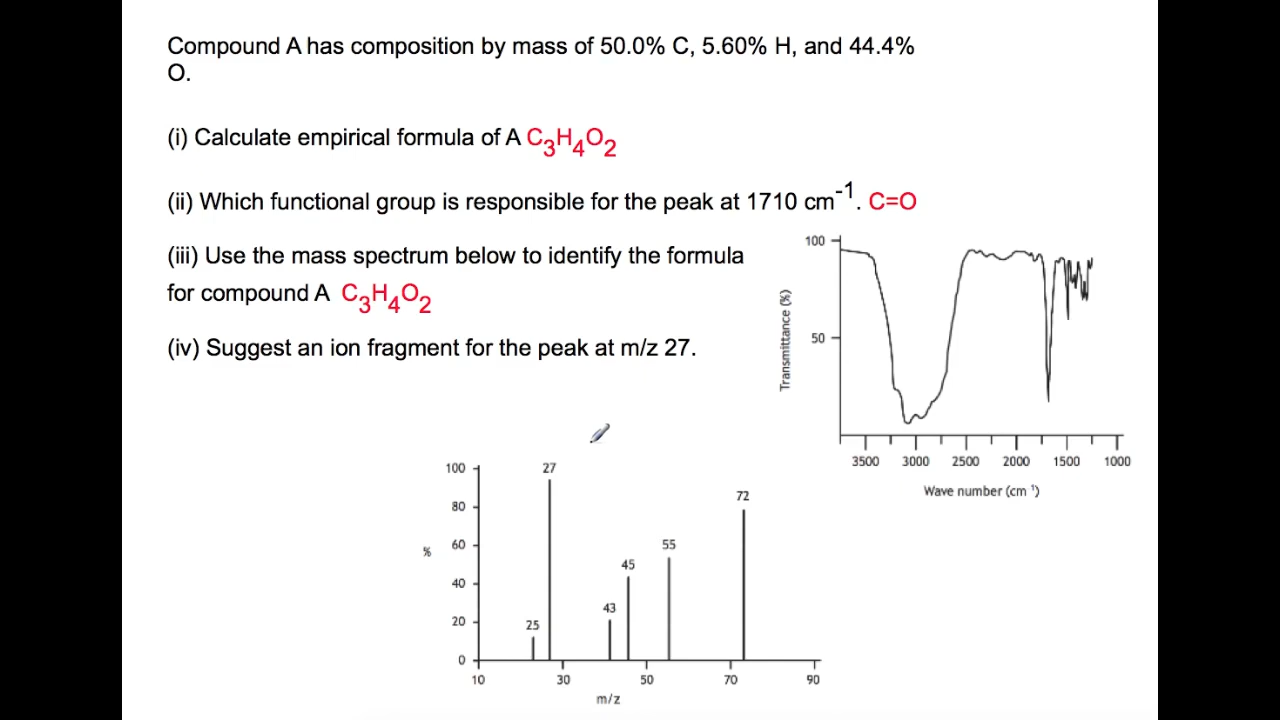 Compound A has composition by mass of 50.0% C, 5.60% H, and 44.4%
O.
(i) Calculate empirical formula of A C₃H₄O₂
(ii) Which functional group is responsible for the peak at 1710 cm⁻¹. C=O
(iii) Use the mass spectrum below to identify the formula
for compound A C₃H₄O₂
(iv) Suggest an ion fragment for the peak at m/z 27.
100
50
Transmittance (%)
3500 3000 2500 2000 1500 1000
Wave number (cm ¹)
100
80
60
40
20
0
%
25
27
43
45
55
72
10 30 50 70 90
m/z